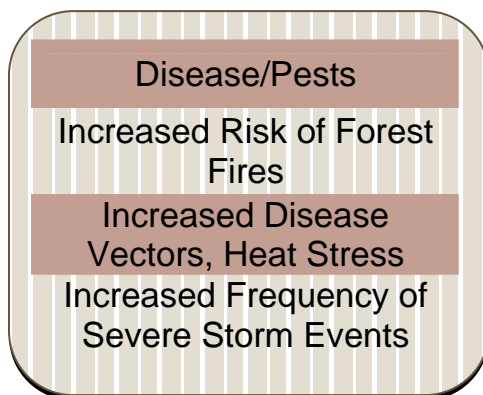 Disease/Pests
Increased Risk of Forest
Fires
Increased Disease
Vectors, Heat Stress
Increased Frequency of
Severe Storm Events